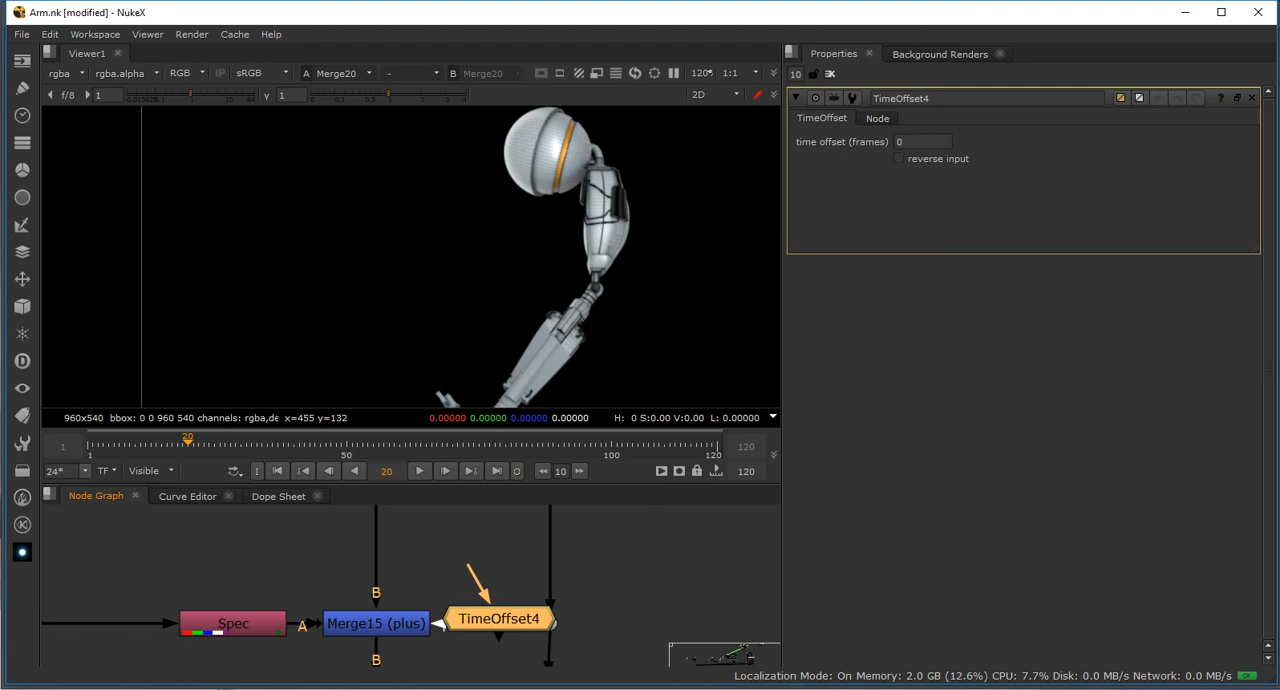 Arm.nk [modified] - NukeX
File Edit Workspace Viewer Render Cache Help
Viewer1
rgba rgba.alpha RGB IP sRGB A Merge20 - B Merge20 1:1
f/8 1 γ 1 2D
960x540 bbox: 0 0 960 540 channels: rgba,de x=455 y=132 0.00000 0.00000 0.00000 0.00000 H: 0 S:0.00 V:0.00 L: 0.00000
1 20 120
1 50 100 120
24* TF Visible I 20 O 10 120
Node Graph Curve Editor Dope Sheet
B
Spec A Merge15 (plus) TimeOffset4
B
Properties Background Renders
10
TimeOffset4 ?
TimeOffset Node
time offset (frames) 0
reverse input
Localization Mode: On Memory: 2.0 GB (12.6%) CPU: 7.7% Disk: 0.0 MB/s Network: 0.0 MB/s